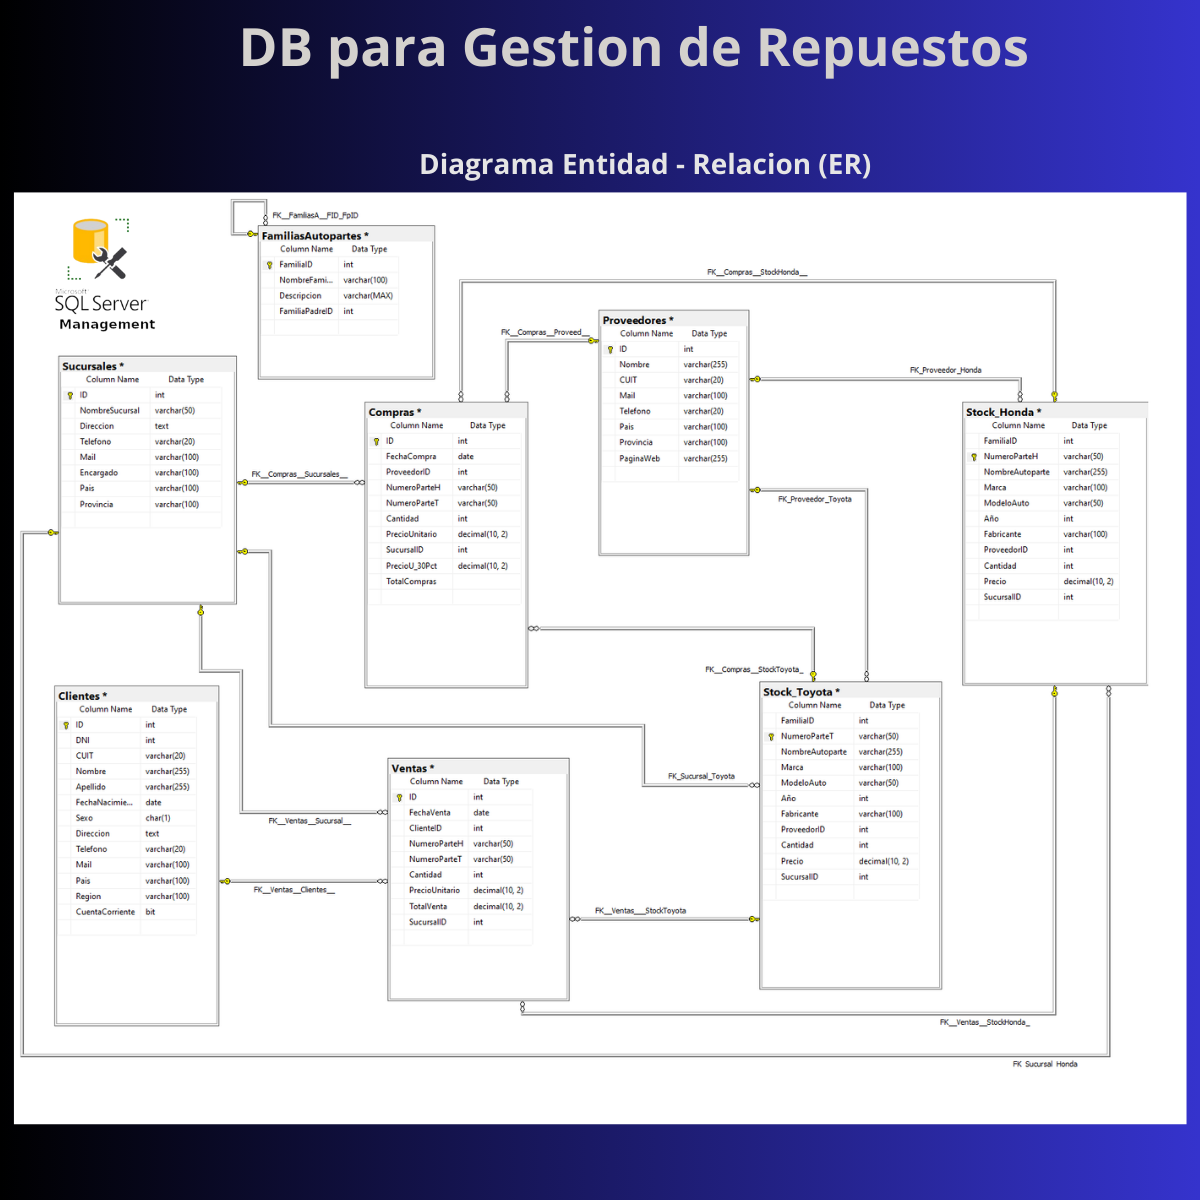 DB para Gestion de Repuestos
Diagrama Entidad - Relacion (ER)
Microsoft
SQL Server
Management
FK__FamiliasA__FID_FpID
FamiliasAutopartes *
Column Name Data Type
FamiliaID int
NombreFami... varchar(100)
Descripcion varchar(MAX)
FamiliaPadreID int
FK__Compras__StockHonda__
FK__Compras__Proveed__
Proveedores *
Column Name Data Type
ID int
Nombre varchar(255)
CUIT varchar(20)
Mail varchar(100)
Telefono varchar(20)
Pais varchar(100)
Provincia varchar(100)
PaginaWeb varchar(255)
FK_Proveedor_Honda
FK_Proveedor_Toyota
Sucursales *
Column Name Data Type
ID int
NombreSucursal varchar(50)
Direccion text
Telefono varchar(20)
Mail varchar(100)
Encargado varchar(100)
Pais varchar(100)
Provincia varchar(100)
FK__Compras__Sucursales__
Compras *
Column Name Data Type
ID int
FechaCompra date
ProveedorID int
NumeroParteH varchar(50)
NumeroParteT varchar(50)
Cantidad int
PrecioUnitario decimal(10, 2)
SucursalID int
PrecioU_30Pct decimal(10, 2)
TotalCompras
Stock_Honda *
Column Name Data Type
FamiliaID int
NumeroParteH varchar(50)
NombreAutoparte varchar(255)
Marca varchar(100)
ModeloAuto varchar(50)
Año int
Fabricante varchar(100)
ProveedorID int
Cantidad int
Precio decimal(10, 2)
SucursalID int
FK__Compras__StockToyota_
Clientes *
Column Name Data Type
ID int
DNI int
CUIT varchar(20)
Nombre varchar(255)
Apellido varchar(255)
FechaNacimie... date
Sexo char(1)
Direccion text
Telefono varchar(20)
Mail varchar(100)
Pais varchar(100)
Region varchar(100)
CuentaCorriente bit
FK__Ventas__Sucursal__
FK__Ventas__Clientes__
Ventas *
Column Name Data Type
ID int
FechaVenta date
ClienteID int
NumeroParteH varchar(50)
NumeroParteT varchar(50)
Cantidad int
PrecioUnitario decimal(10, 2)
TotalVenta decimal(10, 2)
SucursalID int
FK_Sucursal_Toyota
FK__Ventas___StockToyota
Stock_Toyota *
Column Name Data Type
FamiliaID int
NumeroParteT varchar(50)
NombreAutoparte varchar(255)
Marca varchar(100)
ModeloAuto varchar(50)
Año int
Fabricante varchar(100)
ProveedorID int
Cantidad int
Precio decimal(10, 2)
SucursalID int
FK__Ventas__StockHonda_
FK Sucursal Honda